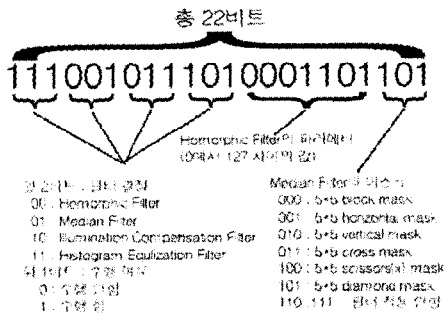 총 22비트
1110010111010001101101
Homorphic Filter의 파라메터
(0에서 127 사이의 값)
00 : Homorphic Filter
01 : Median Filter
10 : Illumination Compensation Filter
11 : Histogram Equlization Filter
0 : 수행 안함
1 : 수행 함
Median Filter의 마스크
000 : 5*5 block mask
001 : 5*5 horizontal mask
010 : 5*5 vertical mask
011 : 5*5 cross mask
100 : 5*5 scissors(x) mask
101 : 5*5 diamond mask
110, 111 : 필터 적용 안함